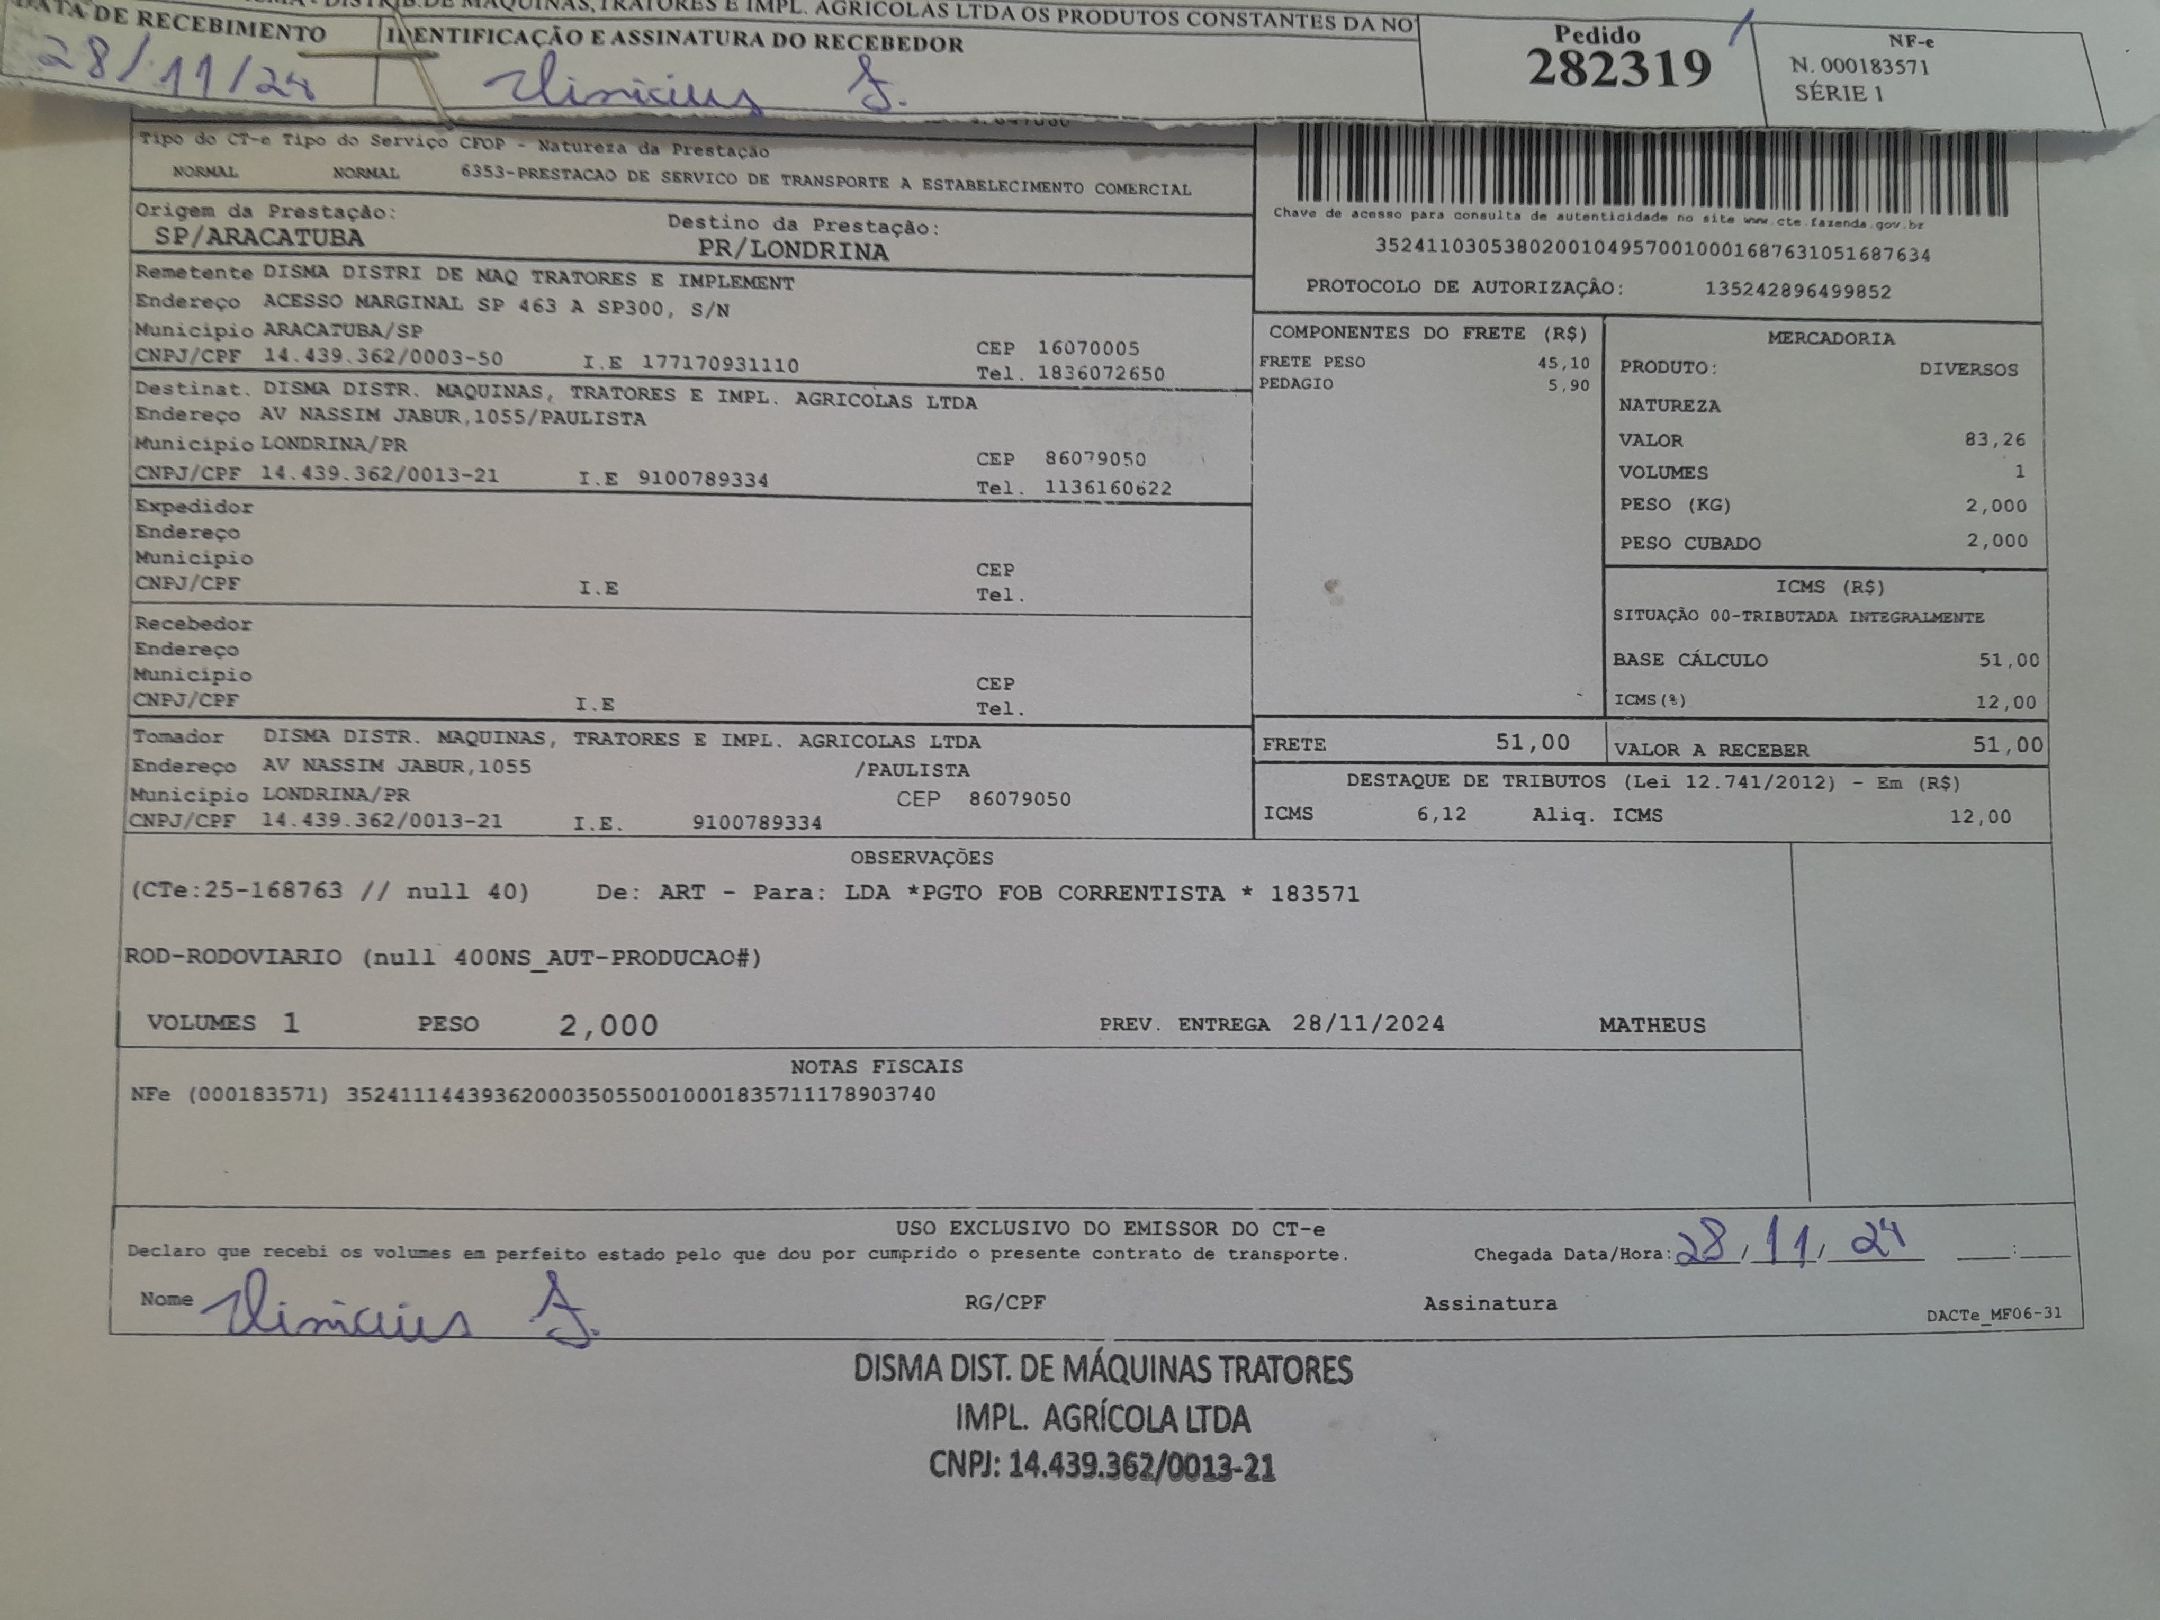 DISTRIB. DE MAQUINAS, TRATORES E IMPL. AGRICOLAS LTDA OS PRODUTOS CONSTANTES DA NO
DATA DE RECEBIMENTO IDENTIFICAÇÃO E ASSINATURA DO RECEBEDOR
28/11/24 Vinicius F.
Pedido
282319
NF-e
N. 000183571
SÉRIE 1
Tipo do CT-e Tipo do Serviço CFOP - Natureza da Prestação
NORMAL NORMAL 6353-PRESTACAO DE SERVICO DE TRANSPORTE A ESTABELECIMENTO COMERCIAL
Origem da Prestação: Destino da Prestação:
SP/ARACATUBA PR/LONDRINA
Chave de acesso para consulta de autenticidade no site www.cte.fazenda.gov.br
35241103053802001049570010001687631051687634
PROTOCOLO DE AUTORIZAÇÃO: 135242896499852
Remetente DISMA DISTRI DE MAQ TRATORES E IMPLEMENT
Endereço ACESSO MARGINAL SP 463 A SP300, S/N
Município ARACATUBA/SP CEP 16070005
CNPJ/CPF 14.439.362/0003-50 I.E 177170931110 Tel. 1836072650
Destinat. DISMA DISTR. MAQUINAS, TRATORES E IMPL. AGRICOLAS LTDA
Endereço AV NASSIM JABUR,1055/PAULISTA
Município LONDRINA/PR CEP 86079050
CNPJ/CPF 14.439.362/0013-21 I.E 9100789334 Tel. 1136160622
Expedidor
Endereço
Município CEP
CNPJ/CPF I.E Tel.
Recebedor
Endereço
Município CEP
CNPJ/CPF I.E Tel.
Tomador DISMA DISTR. MAQUINAS, TRATORES E IMPL. AGRICOLAS LTDA
Endereço AV NASSIM JABUR,1055 /PAULISTA
Município LONDRINA/PR CEP 86079050
CNPJ/CPF 14.439.362/0013-21 I.E. 9100789334
COMPONENTES DO FRETE (R$)
FRETE PESO 45,10
PEDAGIO 5,90
MERCADORIA
PRODUTO: DIVERSOS
NATUREZA
VALOR 83,26
VOLUMES 1
PESO (KG) 2,000
PESO CUBADO 2,000
ICMS (R$)
SITUAÇÃO 00-TRIBUTADA INTEGRALMENTE
BASE CÁLCULO 51,00
ICMS(%) 12,00
FRETE 51,00 VALOR A RECEBER 51,00
DESTAQUE DE TRIBUTOS (Lei 12.741/2012) - Em (R$)
ICMS 6,12 Aliq. ICMS 12,00
OBSERVAÇÕES
(CTe:25-168763 // null 40) De: ART - Para: LDA *PGTO FOB CORRENTISTA * 183571
ROD-RODOVIARIO (null 400NS_AUT-PRODUCAO#)
VOLUMES 1 PESO 2,000 PREV. ENTREGA 28/11/2024 MATHEUS
NOTAS FISCAIS
NFe (000183571) 35241114439362000350550010001835711178903740
USO EXCLUSIVO DO EMISSOR DO CT-e
Declaro que recebi os volumes em perfeito estado pelo que dou por cumprido o presente contrato de transporte. Chegada Data/Hora: 28/11/24 __:__
Nome Vinicius F. RG/CPF Assinatura
DACTe_MF06-31
DISMA DIST. DE MÁQUINAS TRATORES
IMPL. AGRÍCOLA LTDA
CNPJ: 14.439.362/0013-21